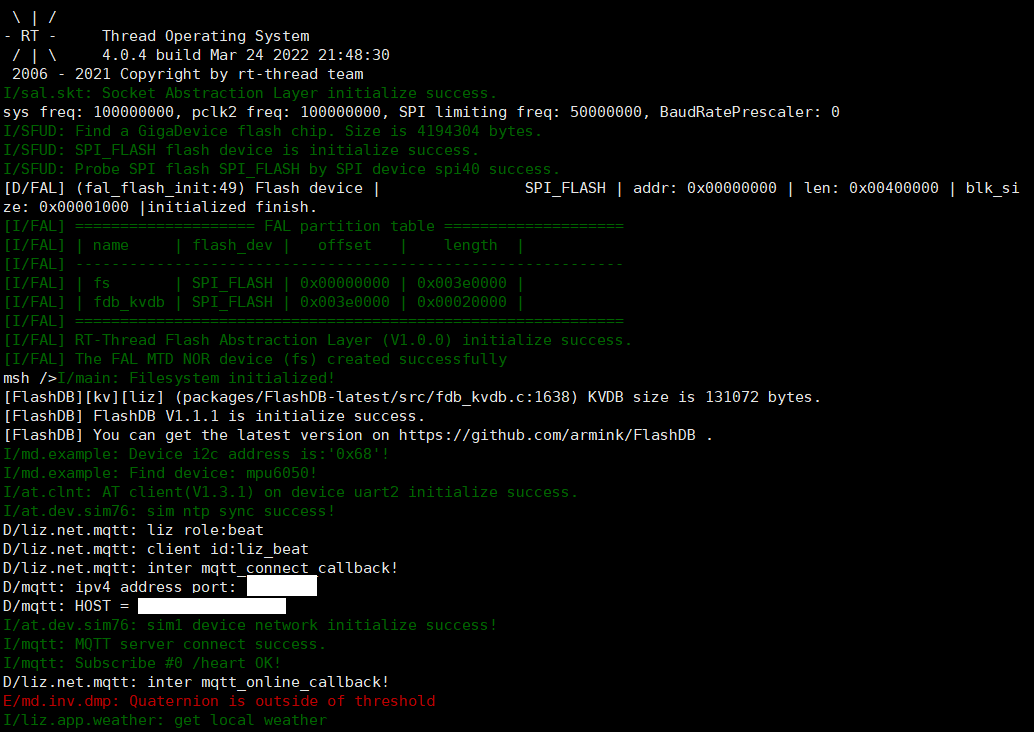 \ | /
- RT -     Thread Operating System
 / | \     4.0.4 build Mar 24 2022 21:48:30
 2006 - 2021 Copyright by rt-thread team
I/sal.skt: Socket Abstraction Layer initialize success.
sys freq: 100000000, pclk2 freq: 100000000, SPI limiting freq: 50000000, BaudRatePrescaler: 0
I/SFUD: Find a GigaDevice flash chip. Size is 4194304 bytes.
I/SFUD: SPI_FLASH flash device is initialize success.
I/SFUD: Probe SPI flash SPI_FLASH by SPI device spi40 success.
[D/FAL] (fal_flash_init:49) Flash device |                SPI_FLASH | addr: 0x00000000 | len: 0x00400000 | blk_si
ze: 0x00001000 |initialized finish.
[I/FAL] ==================== FAL partition table ====================
[I/FAL] | name     | flash_dev |   offset   |    length  |
[I/FAL] -------------------------------------------------------------
[I/FAL] | fs       | SPI_FLASH | 0x00000000 | 0x003e0000 |
[I/FAL] | fdb_kvdb | SPI_FLASH | 0x003e0000 | 0x00020000 |
[I/FAL] =============================================================
[I/FAL] RT-Thread Flash Abstraction Layer (V1.0.0) initialize success.
[I/FAL] The FAL MTD NOR device (fs) created successfully
msh />I/main: Filesystem initialized!
[FlashDB][kv][liz] (packages/FlashDB-latest/src/fdb_kvdb.c:1638) KVDB size is 131072 bytes.
[FlashDB] FlashDB V1.1.1 is initialize success.
[FlashDB] You can get the latest version on https://github.com/armink/FlashDB .
I/md.example: Device i2c address is:'0x68'!
I/md.example: Find device: mpu6050!
I/at.clnt: AT client(V1.3.1) on device uart2 initialize success.
I/at.dev.sim76: sim ntp sync success!
D/liz.net.mqtt: liz role:beat
D/liz.net.mqtt: client id:liz_beat
D/liz.net.mqtt: inter mqtt_connect_callback!
D/mqtt: ipv4 address port:
D/mqtt: HOST =
I/at.dev.sim76: sim1 device network initialize success!
I/mqtt: MQTT server connect success.
I/mqtt: Subscribe #0 /heart OK!
D/liz.net.mqtt: inter mqtt_online_callback!
E/md.inv.dmp: Quaternion is outside of threshold
I/liz.app.weather: get local weather